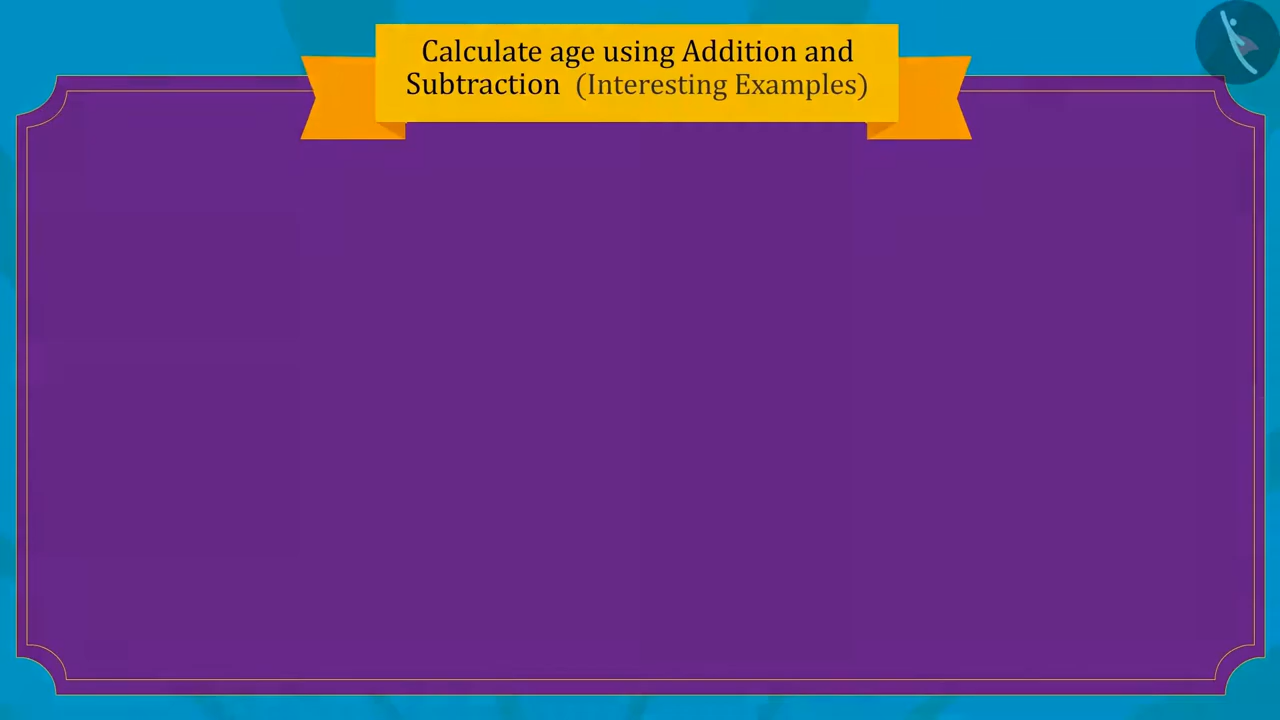 Calculate age using Addition and
Subtraction (Interesting Examples)